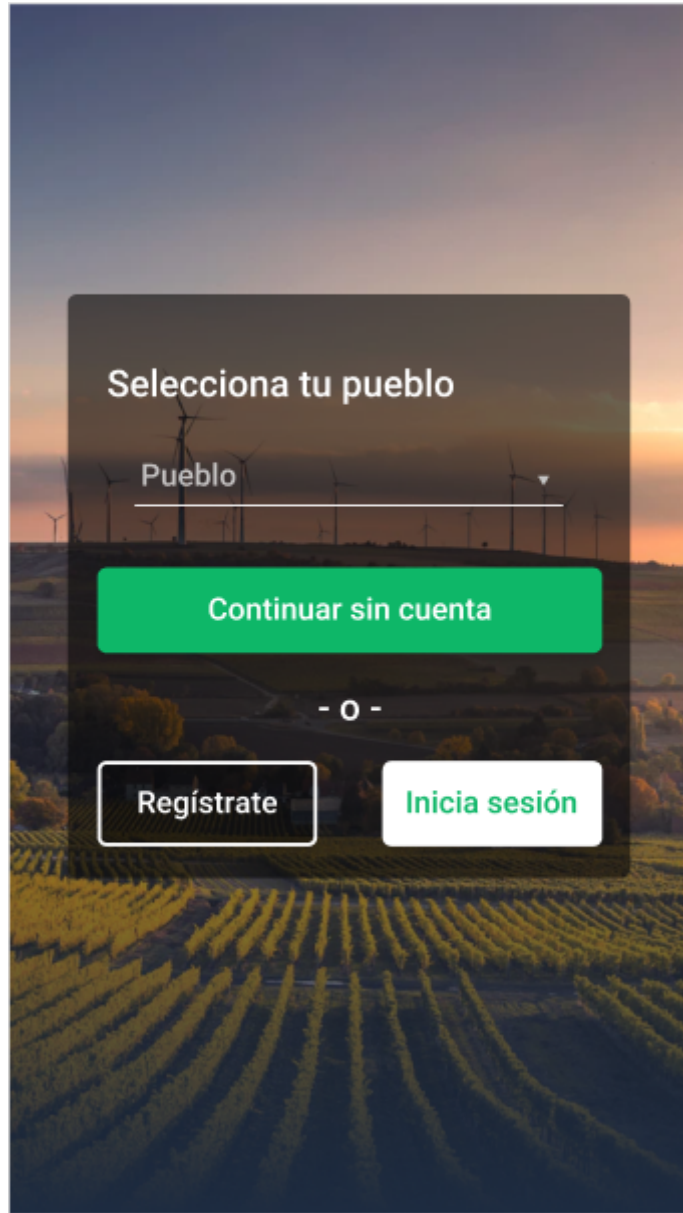 Selecciona tu pueblo
Pueblo
Continuar sin cuenta
- o -
Regístrate
Inicia sesión